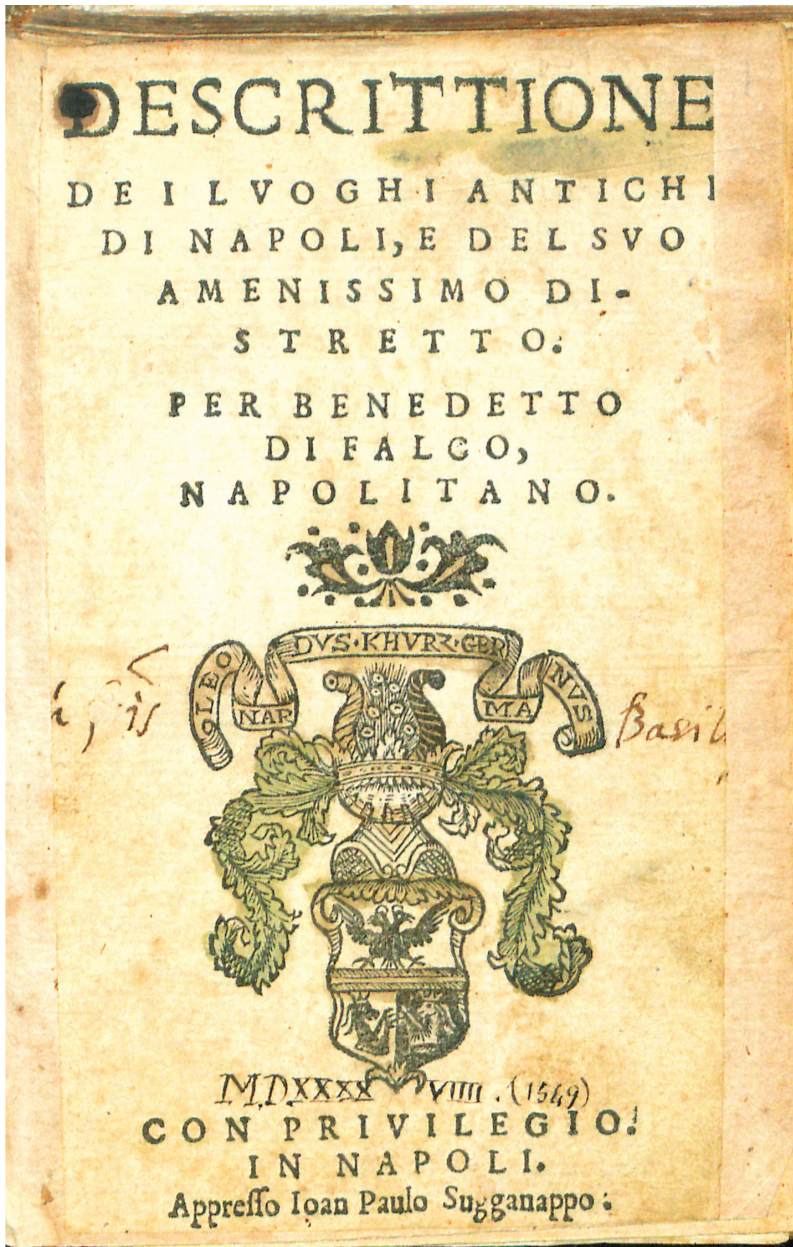 DESCRITTIONE
DEI LVOGHI ANTICHI
DI NAPOLI, E DEL SVO
AMENISSIMO DI-
STRETTO.
PER BENEDETTO
DI FALCO,
NAPOLITANO.
LEO NAR DVS·KHVRZ·GER MA NVS
Basil
MDXXXX VIIII. (1549)
CON PRIVILEGIO.
IN NAPOLI.
Appreſſo Ioan Paulo Sugganappo.